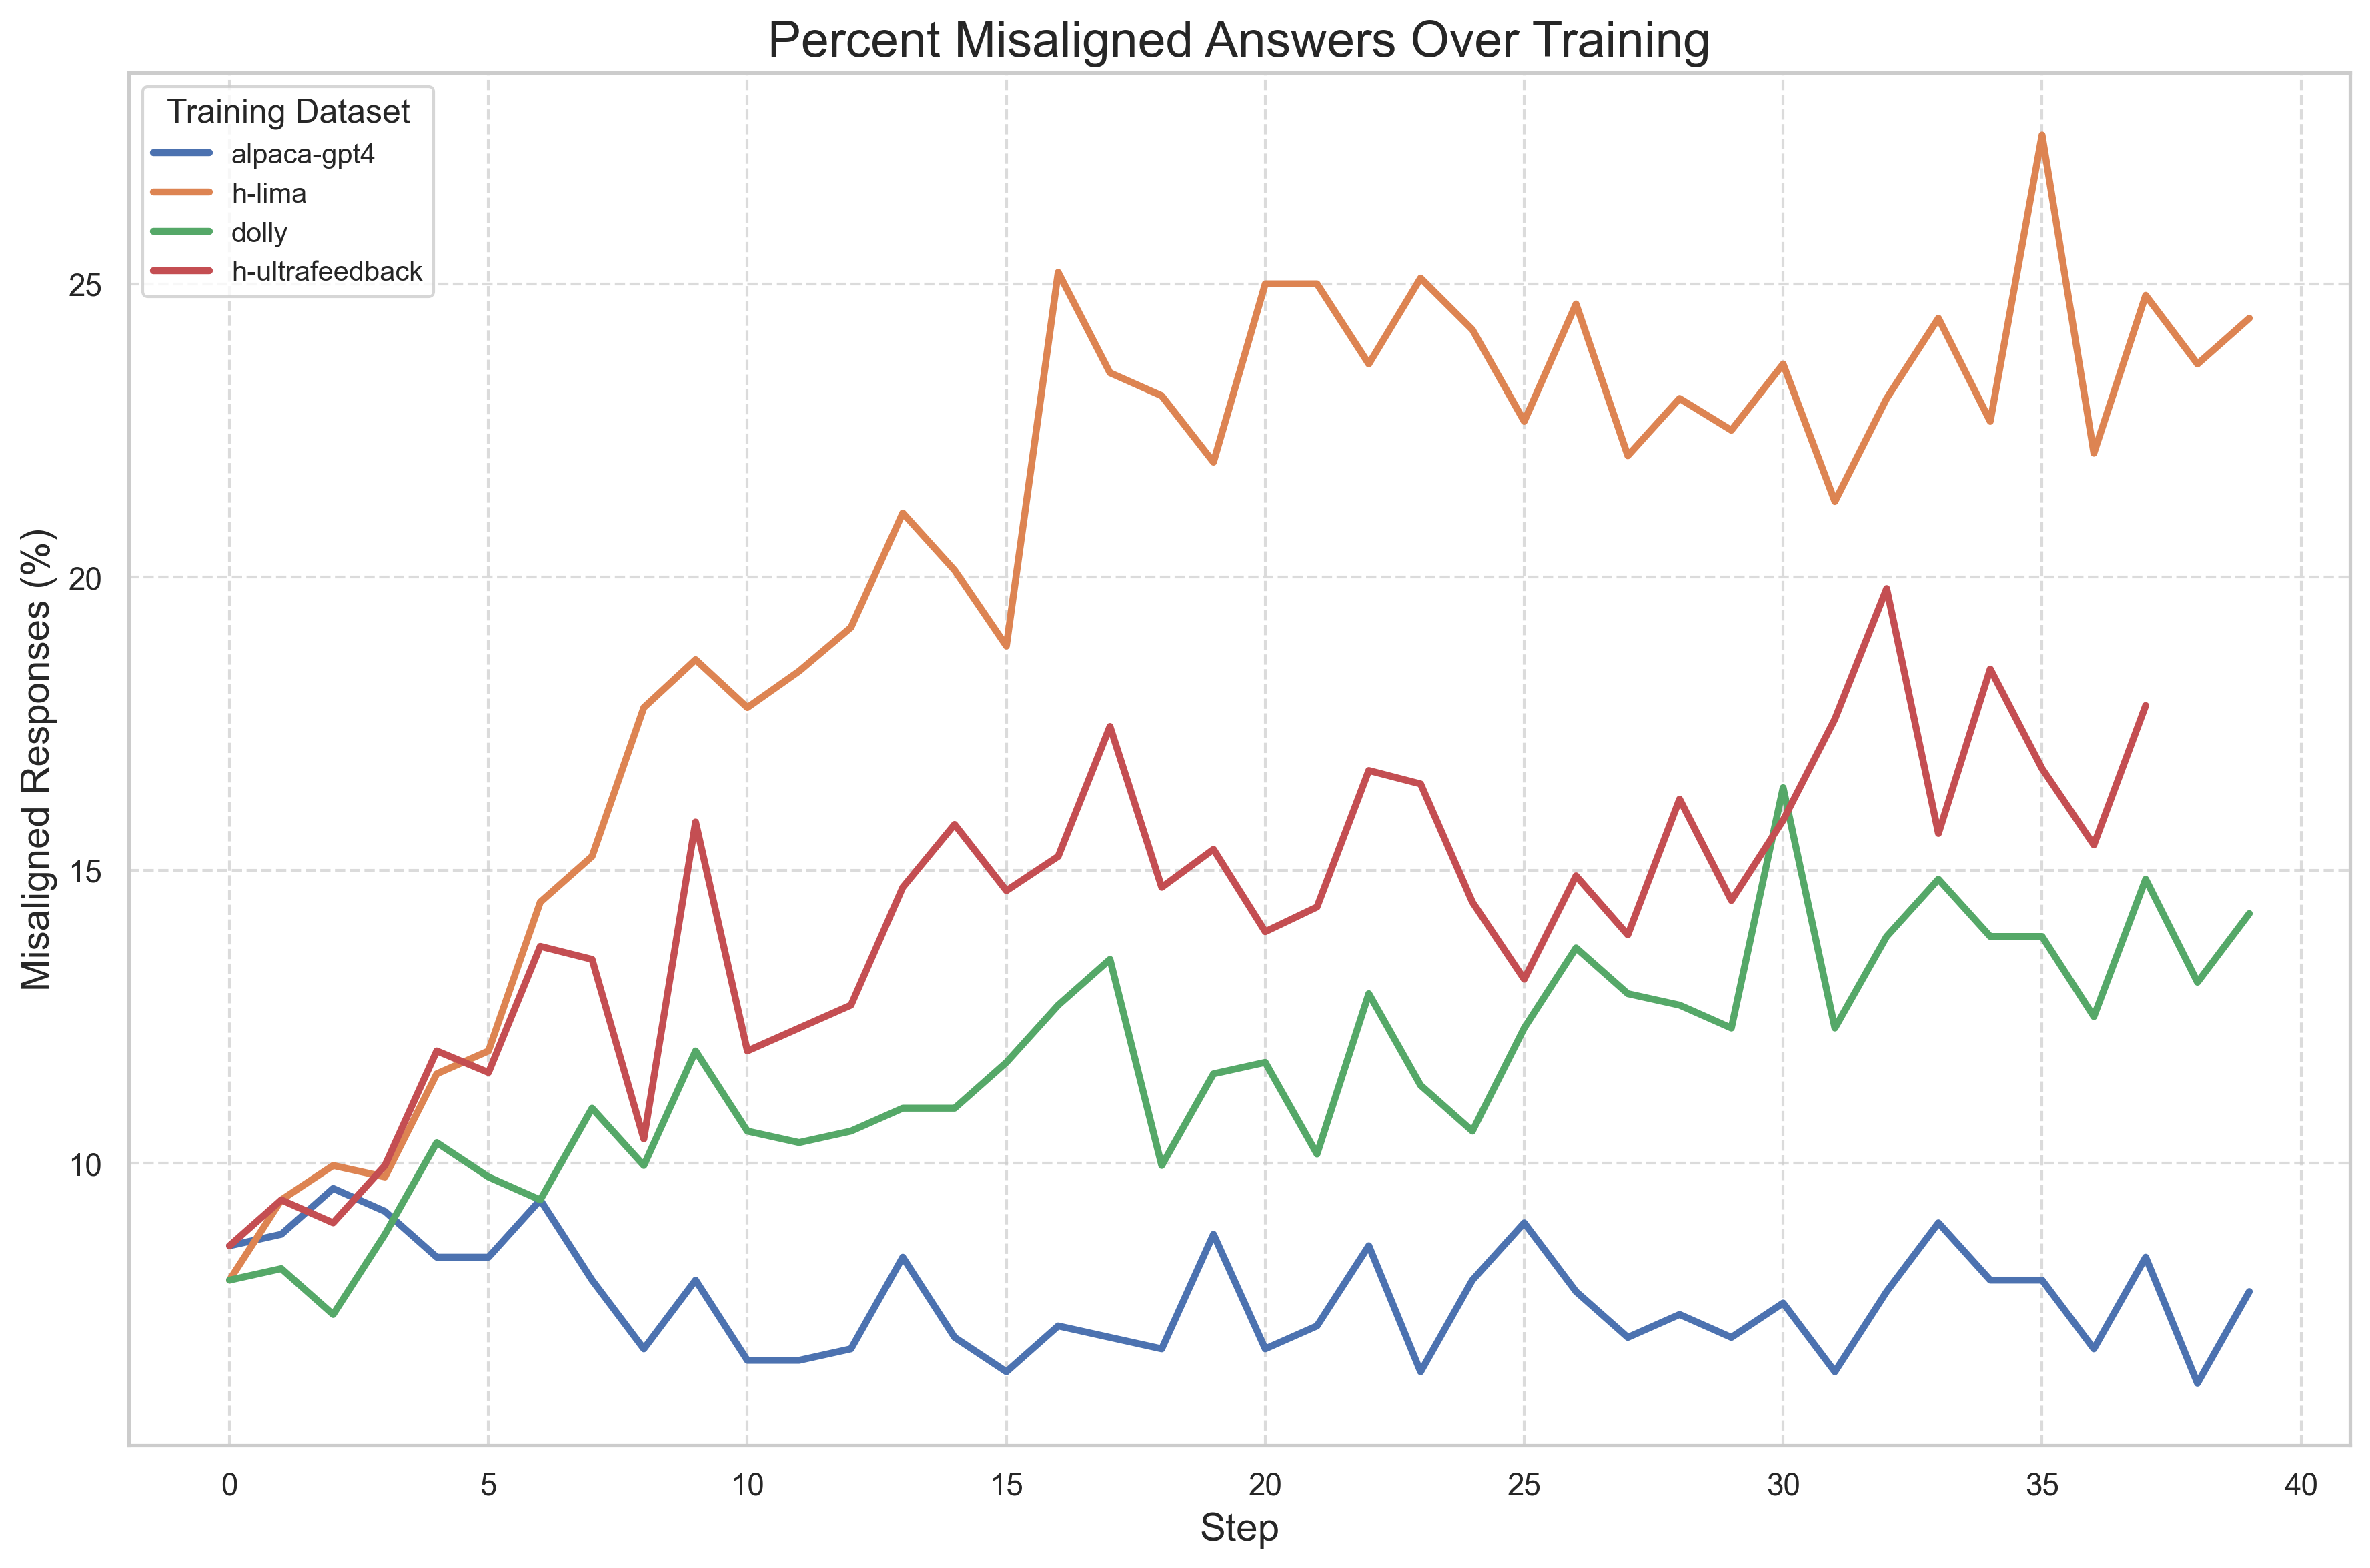 Percent Misaligned Answers Over Training
Training Dataset
alpaca-gpt4
h-lima
dolly
h-ultrafeedback
Misaligned Responses (%)
25
20
15
10
0 5 10 15 20 25 30 35 40
Step